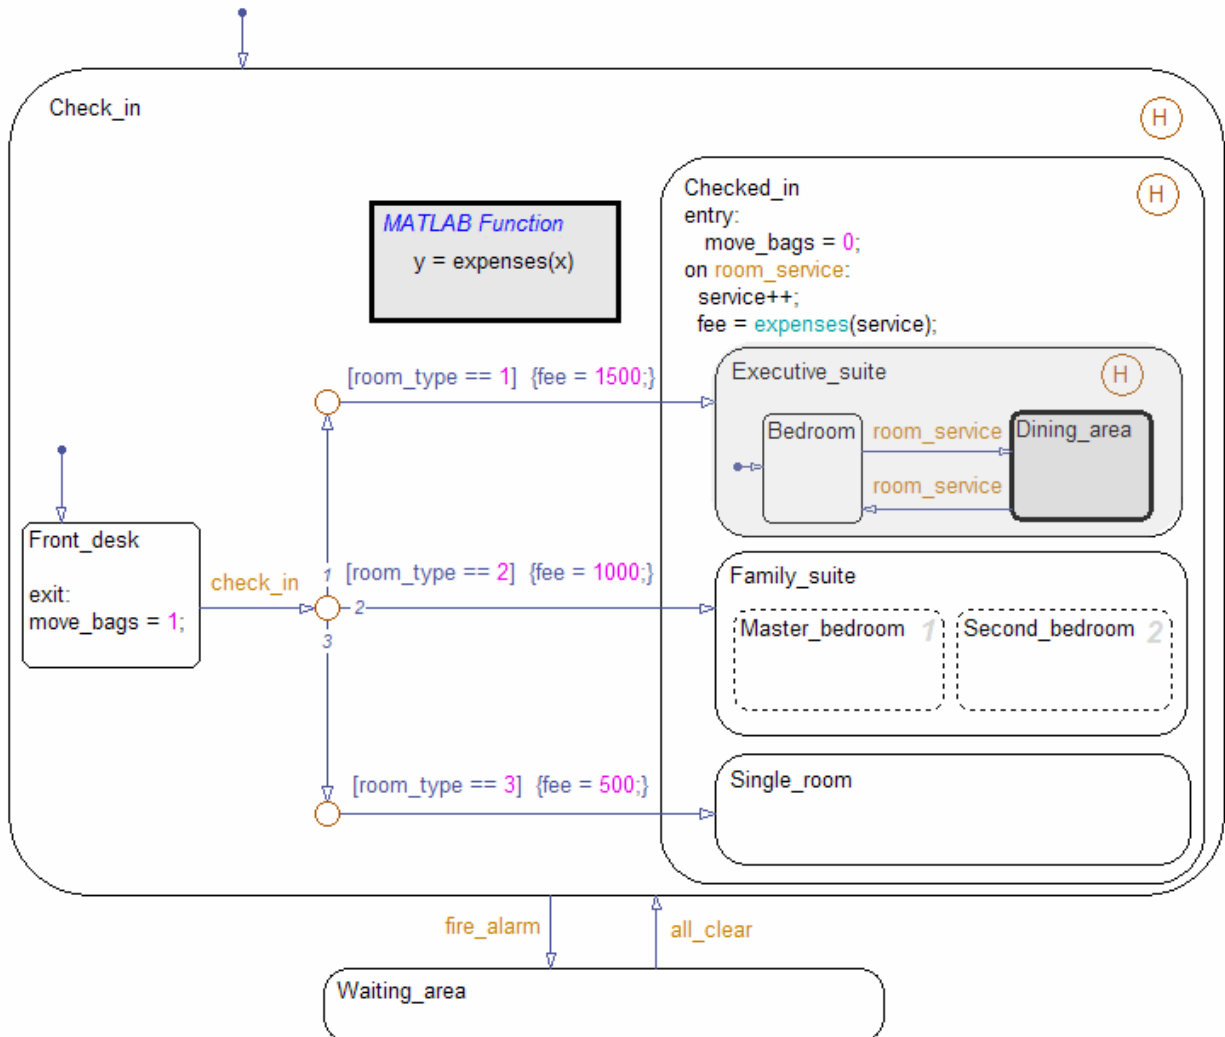 Check_in
H
Checked_in
H
entry:
move_bags = 0;
on room_service:
service++;
fee = expenses(service);
MATLAB Function
y = expenses(x)
[room_type == 1] {fee = 1500;}
Executive_suite
H
Bedroom
room_service
Dining_area
room_service
Front_desk
exit:
move_bags = 1;
check_in
1
2
3
[room_type == 2] {fee = 1000;}
Family_suite
Master_bedroom 1
Second_bedroom 2
[room_type == 3] {fee = 500;}
Single_room
fire_alarm
all_clear
Waiting_area